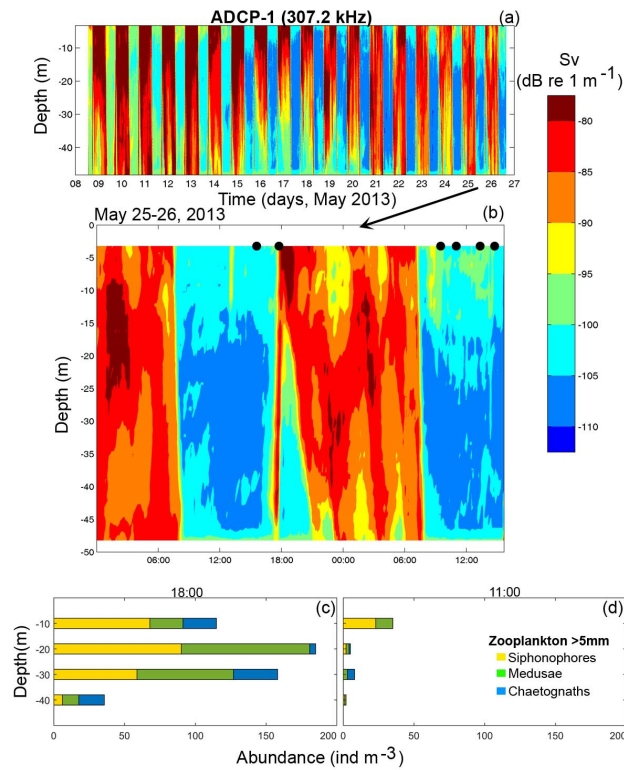 ADCP-1 (307.2 kHz)
(a)
Sv
(dB re 1 m⁻¹)
Depth (m)
-10
-20
-30
-40
08 09 10 11 12 13 14 15 16 17 18 19 20 21 22 23 24 25 26 27
Time (days, May 2013)
-80
-85
-90
-95
-100
-105
-110
May 25-26, 2013
(b)
Depth (m)
0
-5
-10
-15
-20
-25
-30
-35
-40
-45
-50
06:00 12:00 18:00 00:00 06:00 12:00
18:00
11:00
(c)
(d)
Depth(m)
-10
-20
-30
-40
Zooplankton >5mm
Siphonophores
Medusae
Chaetognaths
0 50 100 150 200 0 50 100 150 200
Abundance (ind m⁻³)